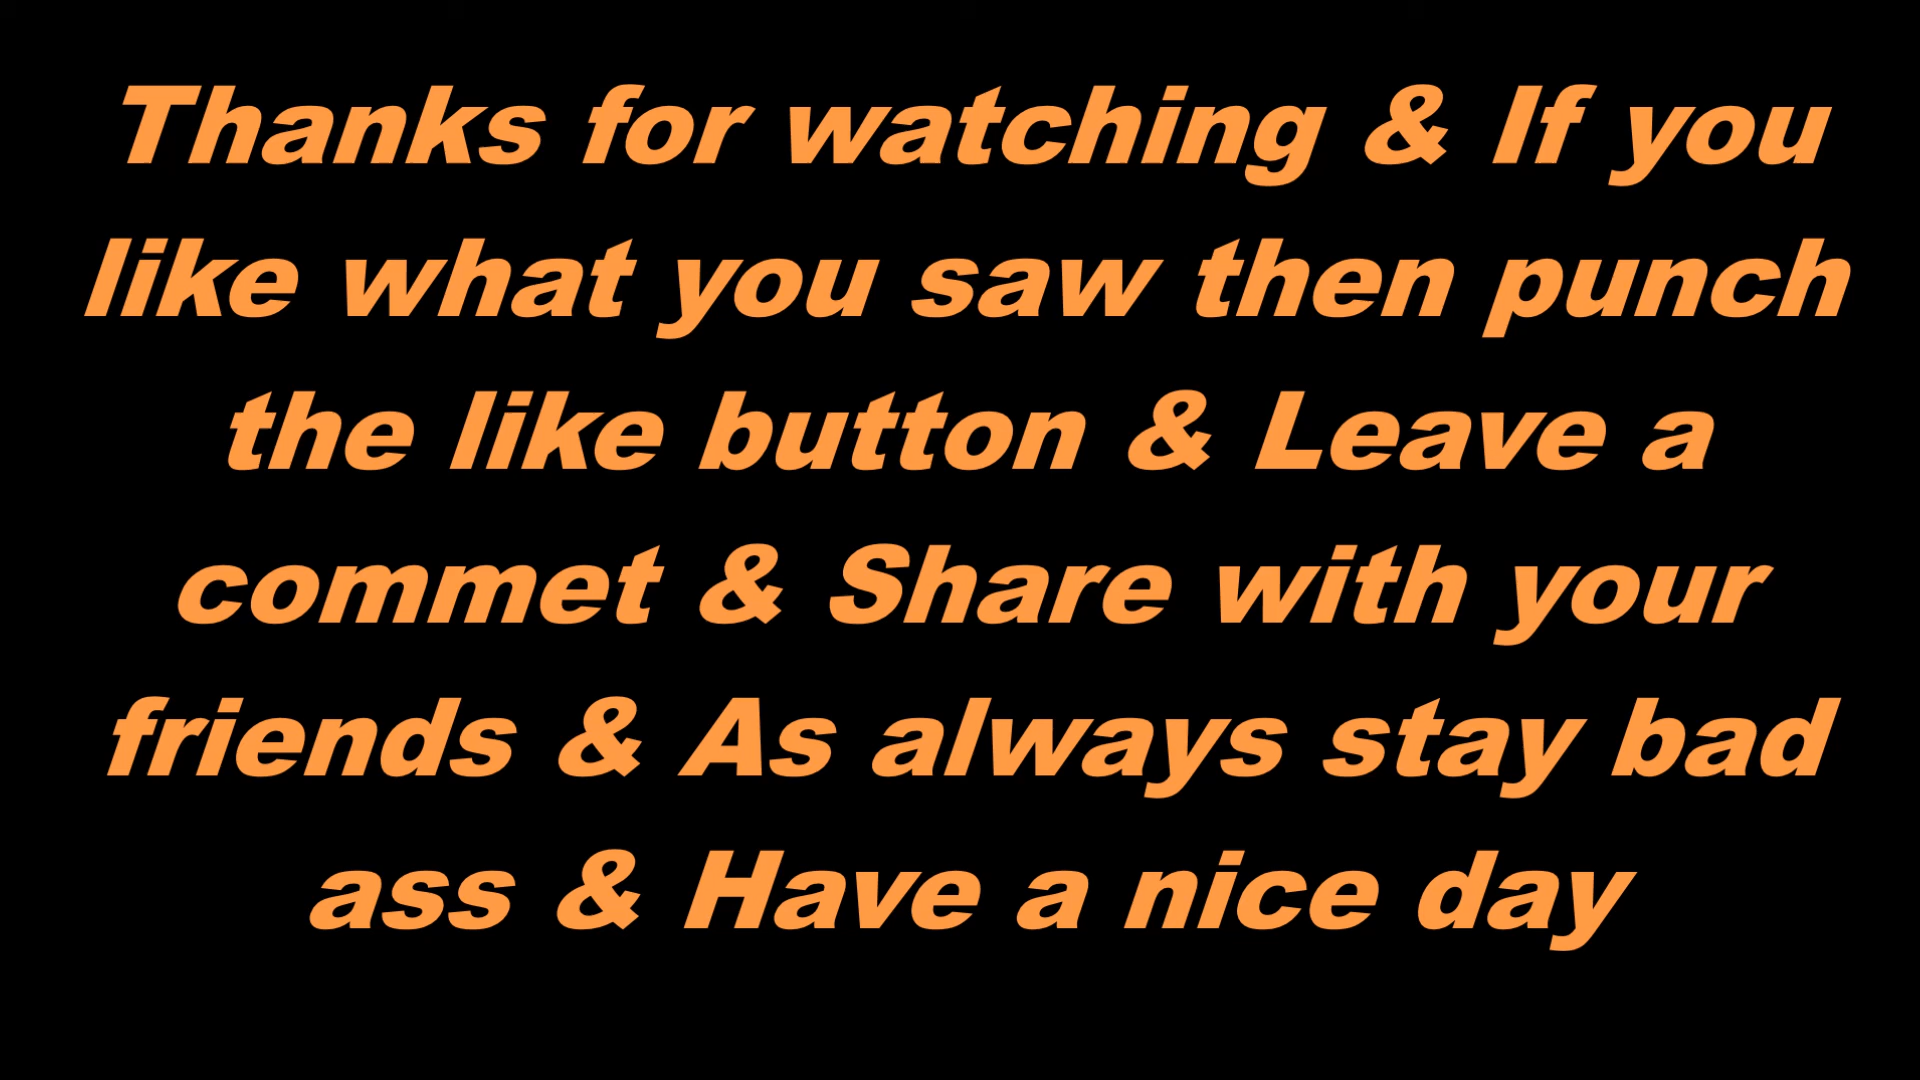 Thanks for watching & If you
like what you saw then punch
the like button & Leave a
commet & Share with your
friends & As always stay bad
ass & Have a nice day